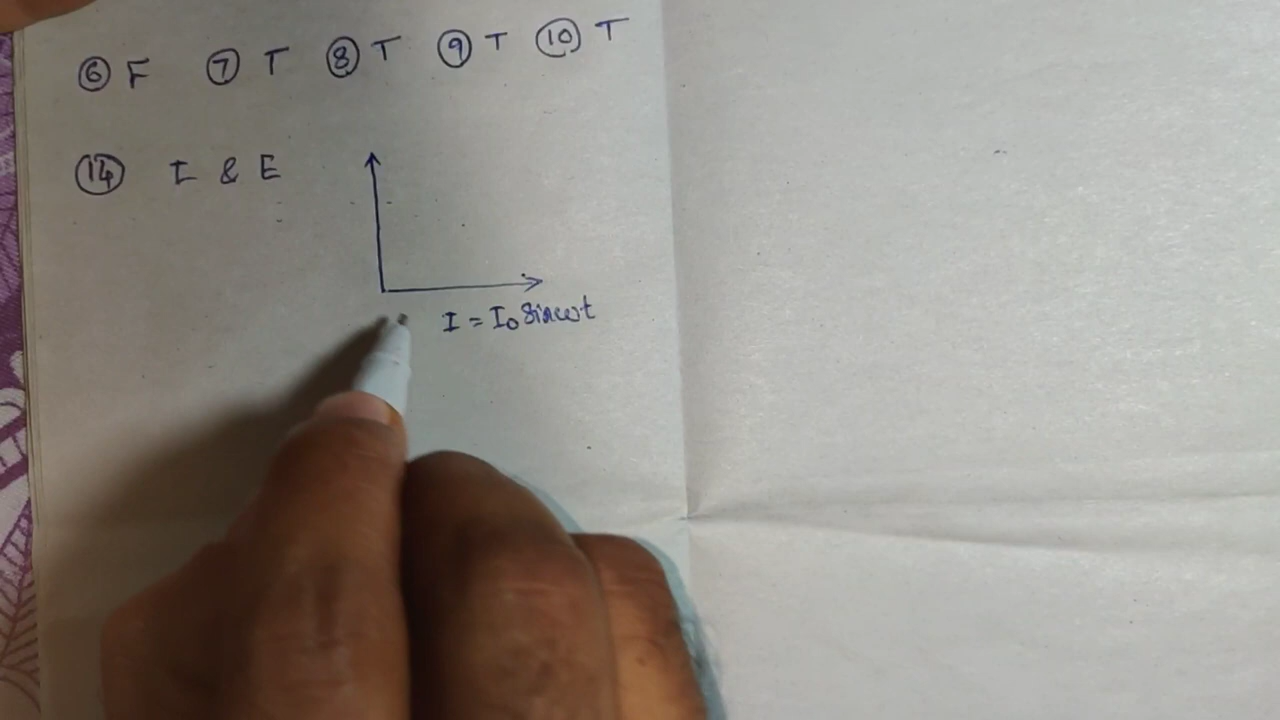 ⑥ F ⑦ T ⑧ T ⑨ T ⑩ T
⑭ I & E
I = I₀ Sinωt